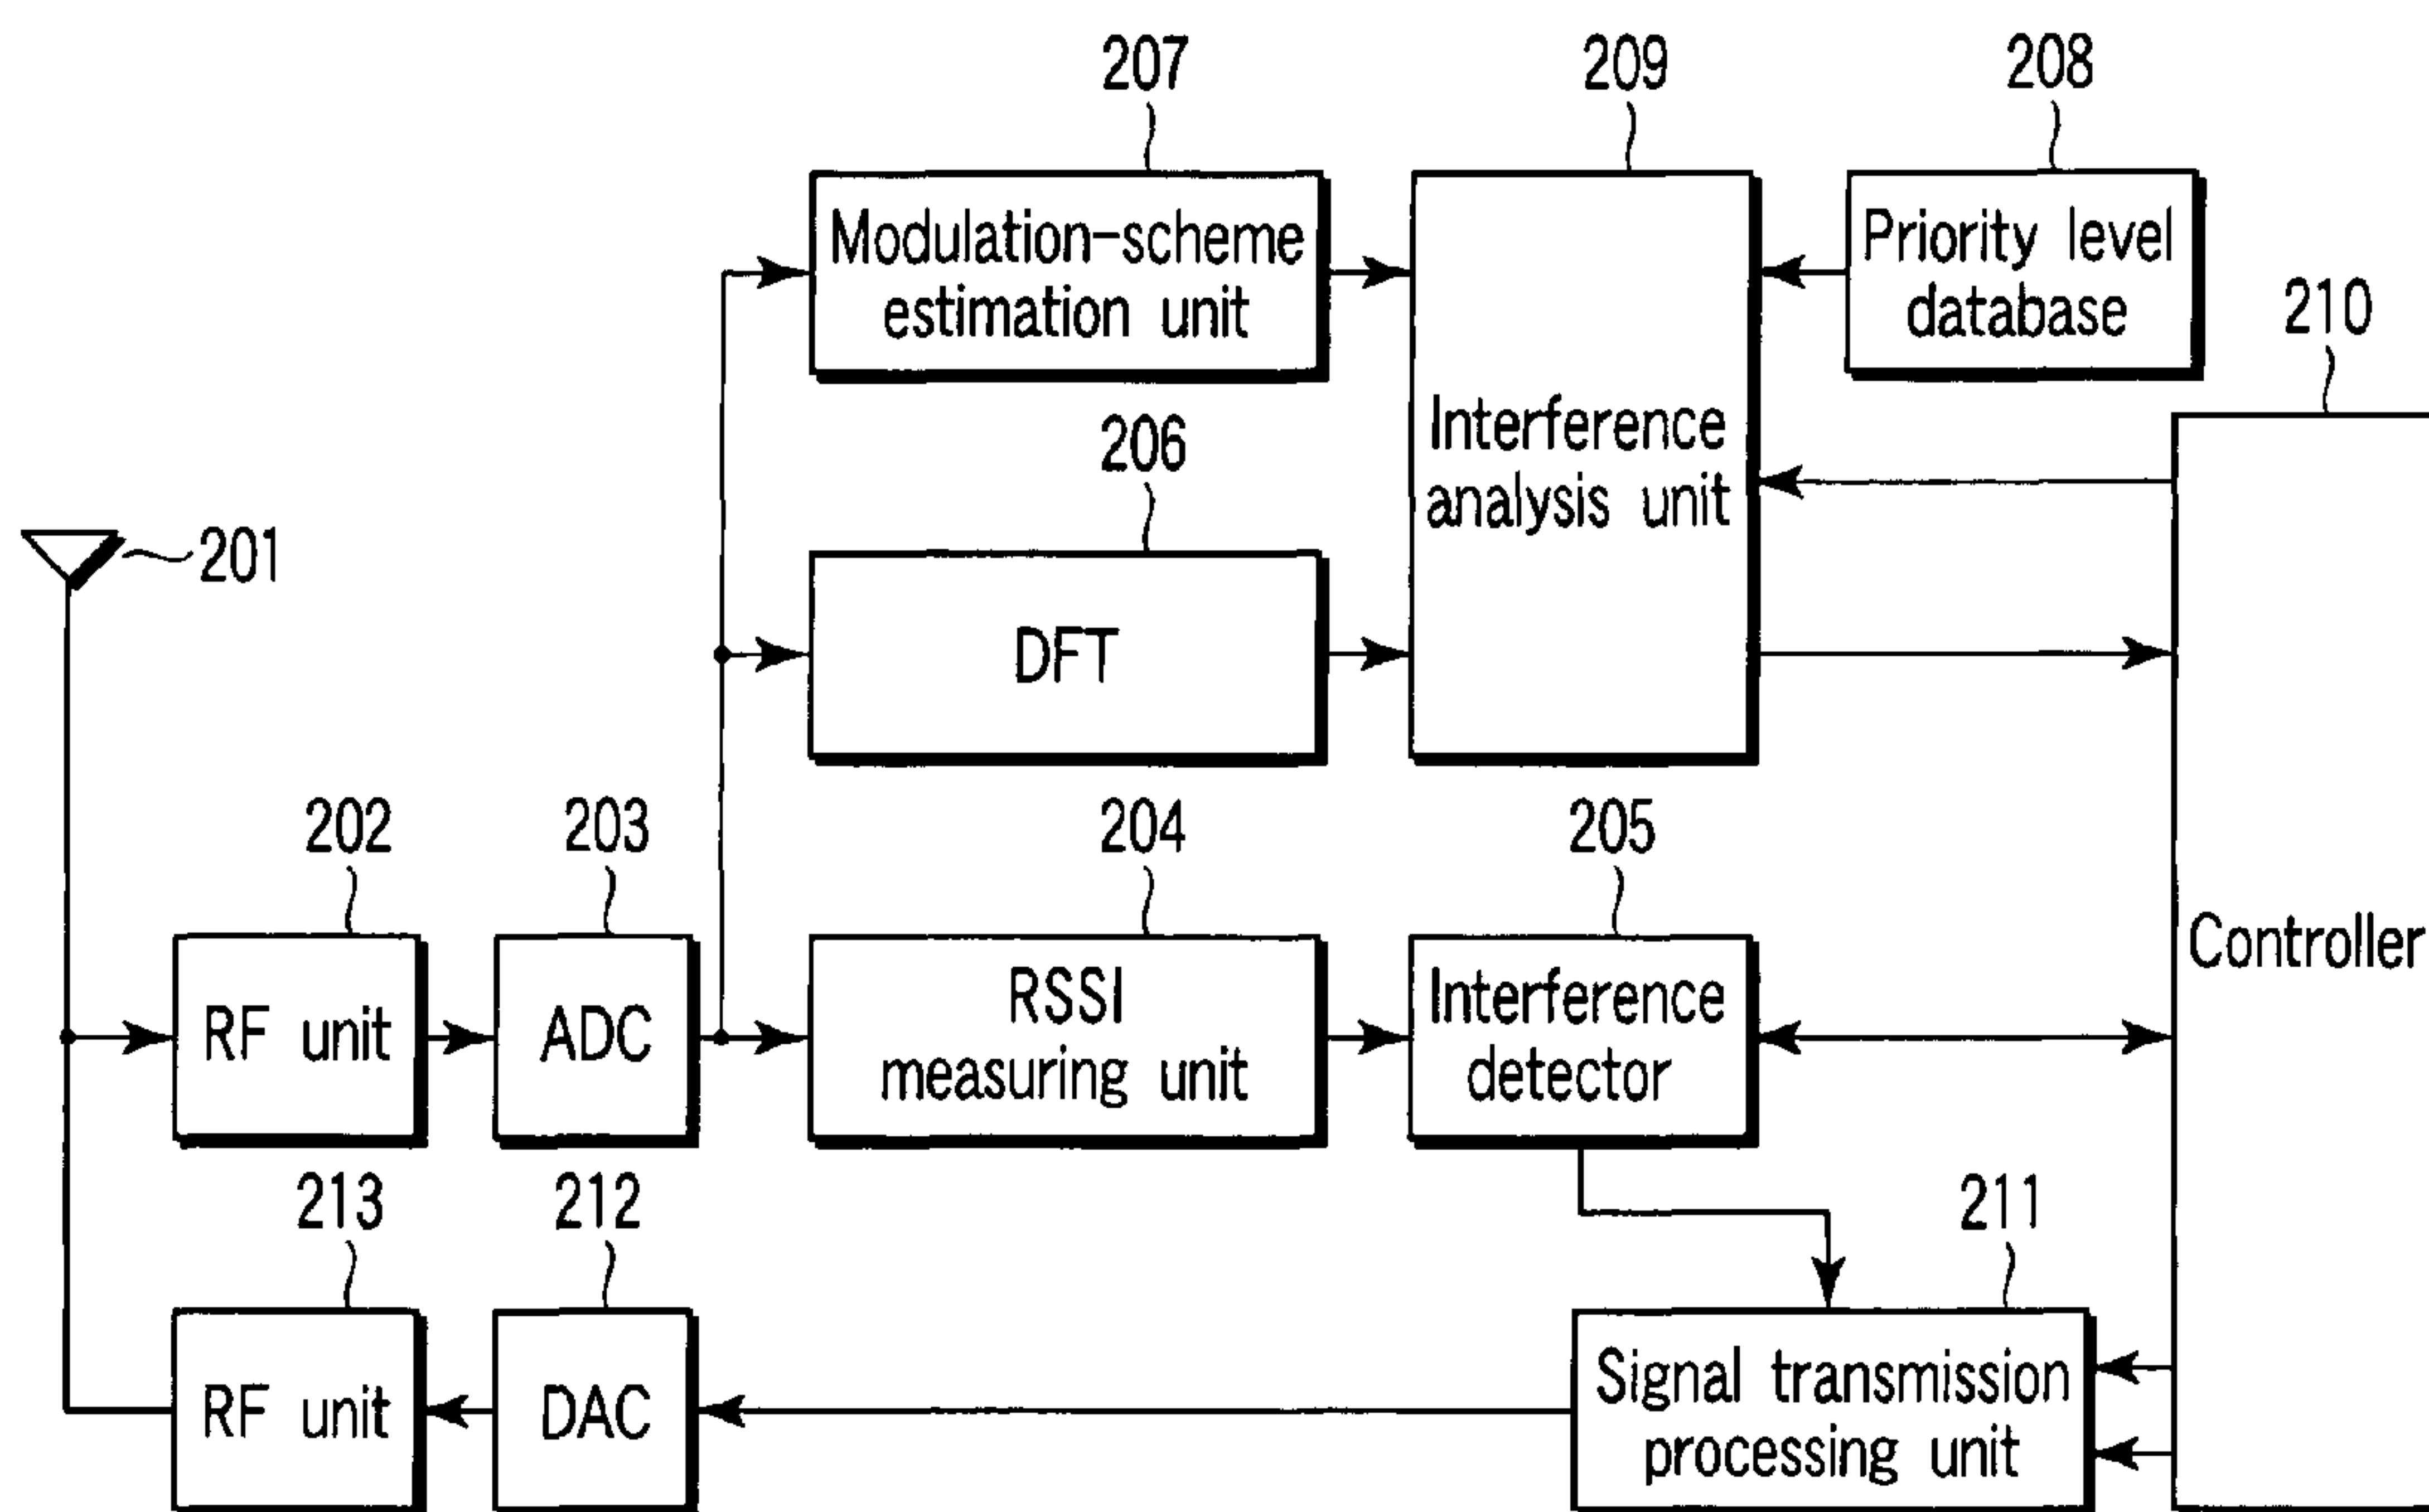 207
209
208
Modulation-scheme
estimation unit
Priority level
database
210
206
Interference
analysis unit
201
DFT
202
203
204
205
RF unit
ADC
RSSI
measuring unit
Interference
detector
Controller
213
212
211
RF unit
DAC
Signal transmission
processing unit